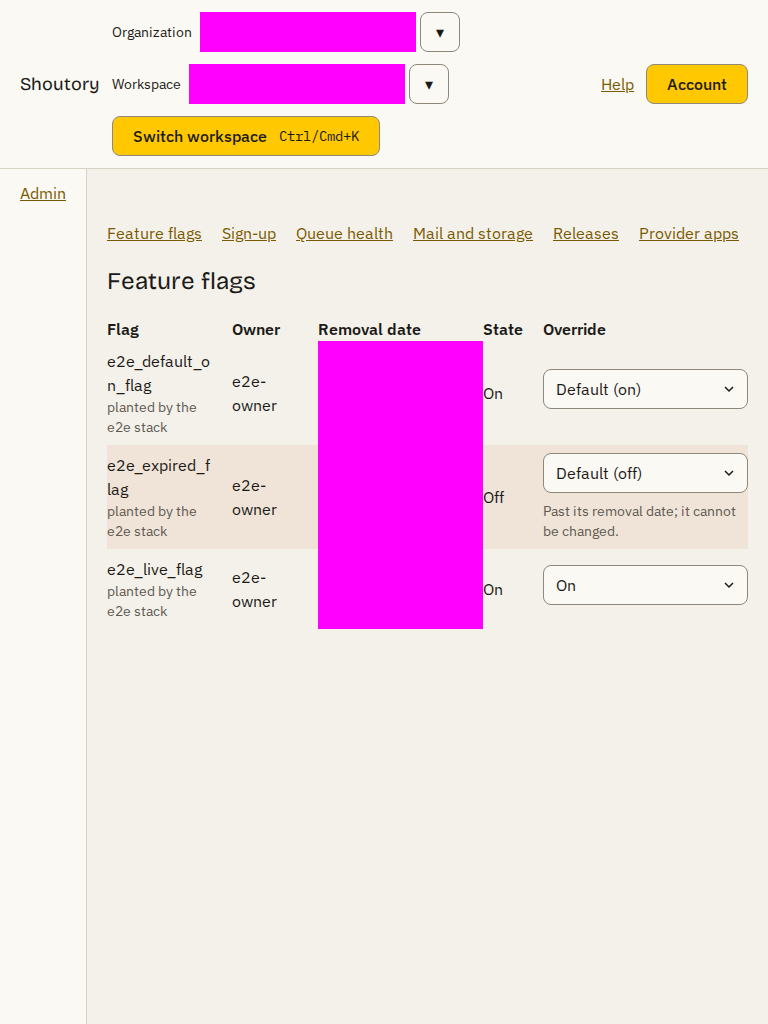 Organization ▼
Shoutory Workspace ▼ Help Account
Switch workspace Ctrl/Cmd+K
Admin
Feature flags Sign-up Queue health Mail and storage Releases Provider apps
Feature flags
Flag Owner Removal date State Override
e2e_default_o
n_flag
planted by the
e2e stack
e2e-
owner
On
Default (on)
e2e_expired_f
lag
planted by the
e2e stack
e2e-
owner
Off
Default (off)
Past its removal date; it cannot
be changed.
e2e_live_flag
planted by the
e2e stack
e2e-
owner
On
On